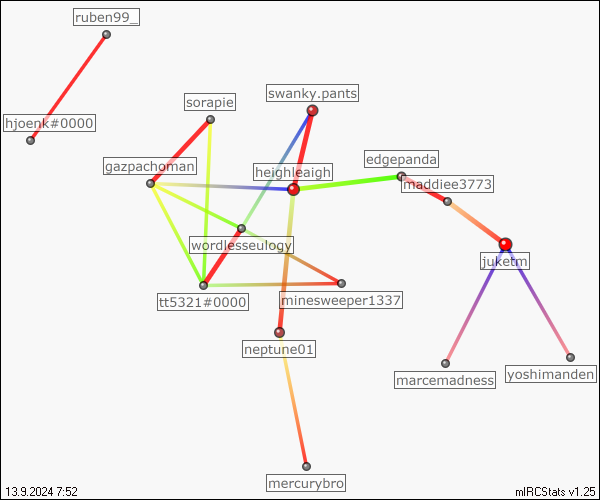 ruben99_
swanky.pants
sorapie
hjoenk#0000
edgepanda
gazpachoman
heighleaigh
maddiee3773
wordlesseulogy
juketm
tt5321#0000
minesweeper1337
neptune01
marcemadness
yoshimanden
mercurybro
13.9.2024 7:52
mIRCStats v1.25